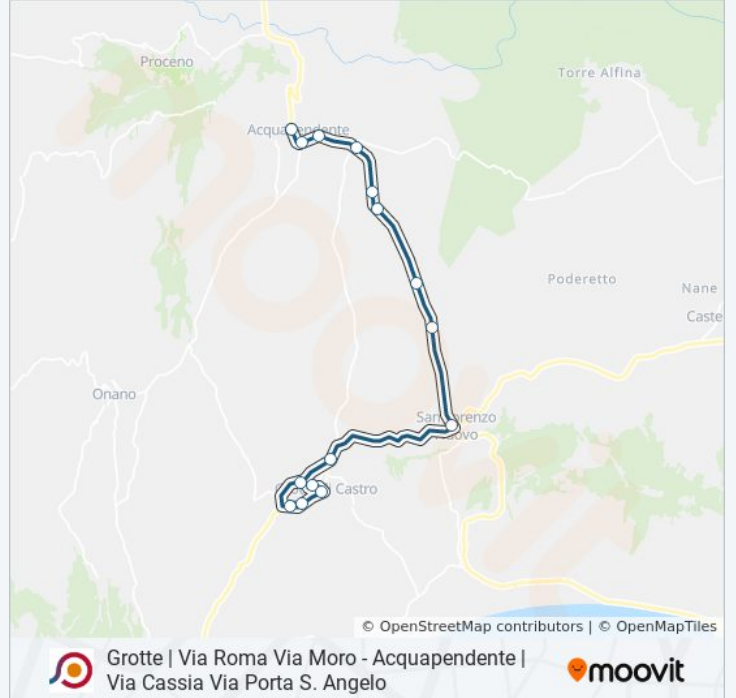 Proceno
Torre Alfina
Acquapendente
Poderetto
Nane
Caste
Onano
San Lorenzo
Nuovo
di Castro
© OpenStreetMap contributors | © OpenMapTiles
Grotte | Via Roma Via Moro - Acquapendente |
Via Cassia Via Porta S. Angelo
moovit